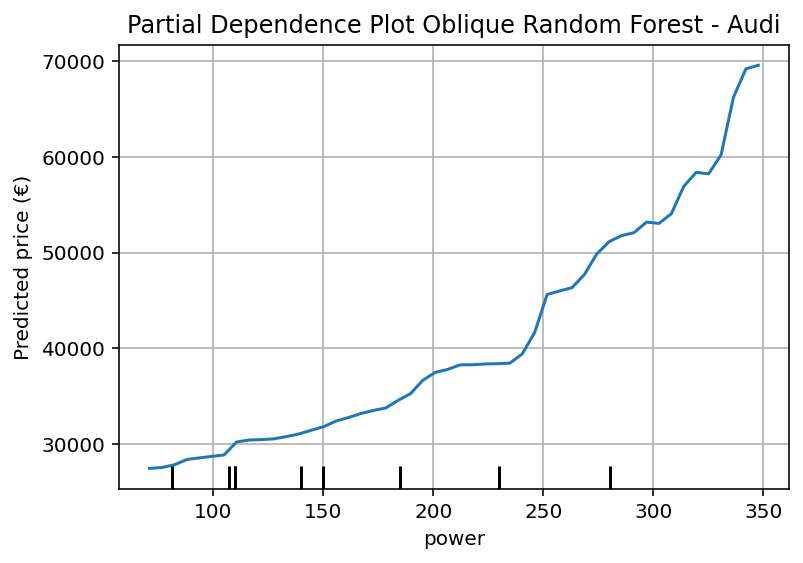 Partial Dependence Plot Oblique Random Forest - Audi
70000
60000
50000
40000
30000
Predicted price (€)
100 150 200 250 300 350
power